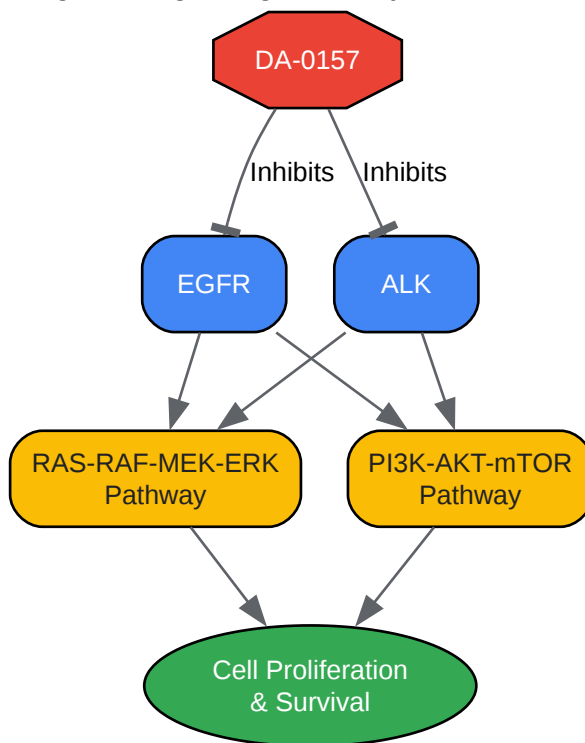 DA-0157
Inhibits
Inhibits
EGFR
ALK
RAS-RAF-MEK-ERK
Pathway
PI3K-AKT-mTOR
Pathway
Cell Proliferation
& Survival